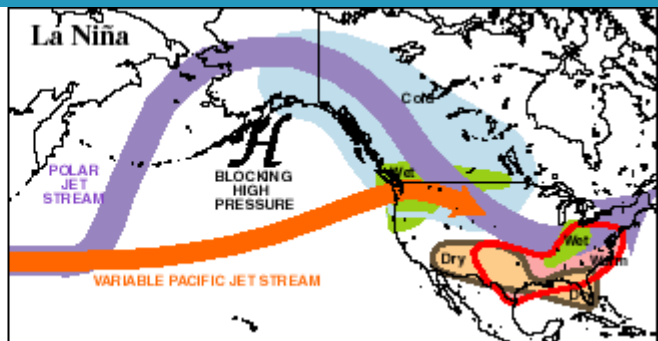 La Niña
Cold
POLAR
JET
STREAM
H
BLOCKING
HIGH
PRESSURE
Wet
VARIABLE PACIFIC JET STREAM
Dry
Wet
Warm
Dry